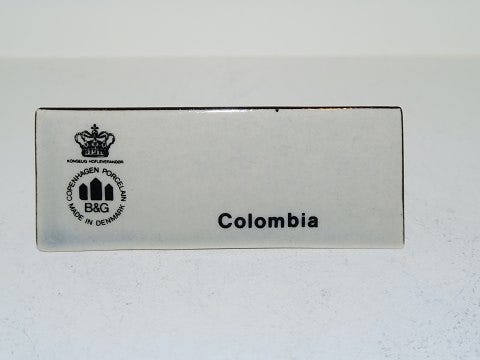 KONGELIG HOFLEVERANDØR
COPENHAGEN PORCELAIN
B&G
MADE IN DENMARK
Colombia